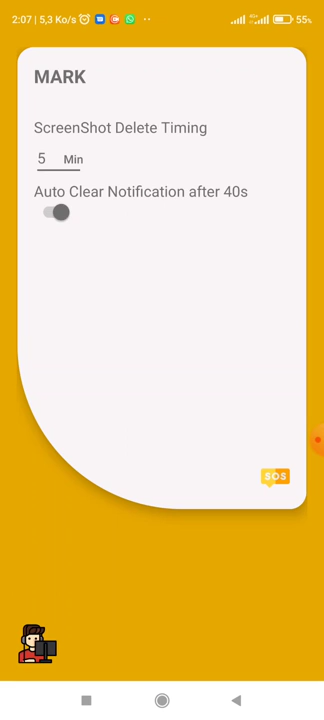 2:07 | 5,3 Ko/s
55%
MARK
ScreenShot Delete Timing
5 Min
Auto Clear Notification after 40s
SOS